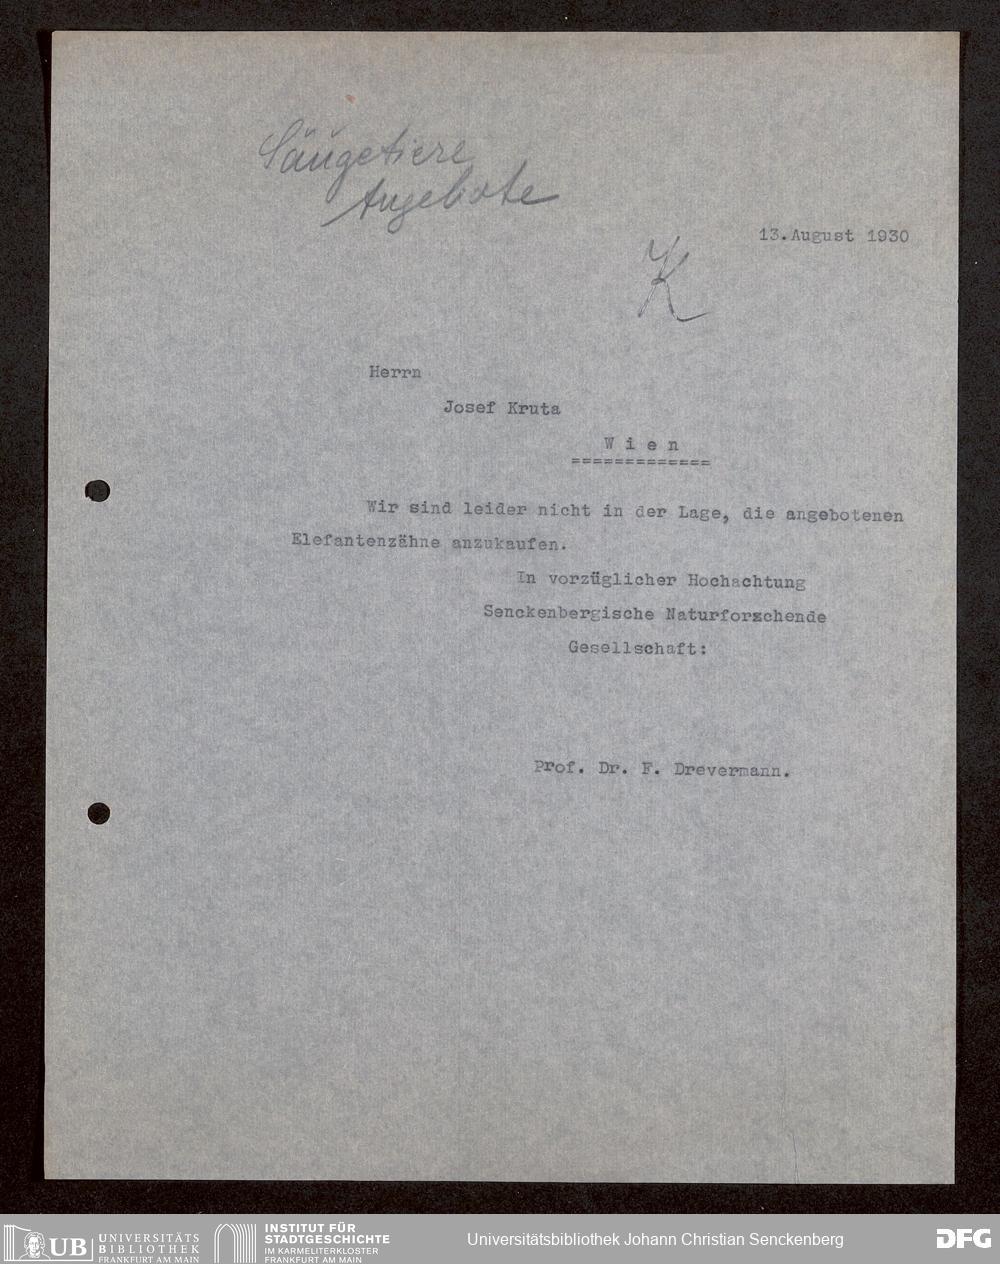 Säugetiere
Angebote
13.August 1930
K
Herrn
Josef Kruta
W i e n
=============
Wir sind leider nicht in der Lage, die angebotenen
Elefantenzähne anzukaufen.
In vorzüglicher Hochachtung
Senckenbergische Naturforschende
Gesellschaft:
Prof. Dr. F. Drevermann.
UB UNIVERSITÄTS
BIBLIOTHEK
FRANKFURT AM MAIN
INSTITUT FÜR
STADTGESCHICHTE
IM KARMELITERKLOSTER
FRANKFURT AM MAIN
Universitätsbibliothek Johann Christian Senckenberg
DFG